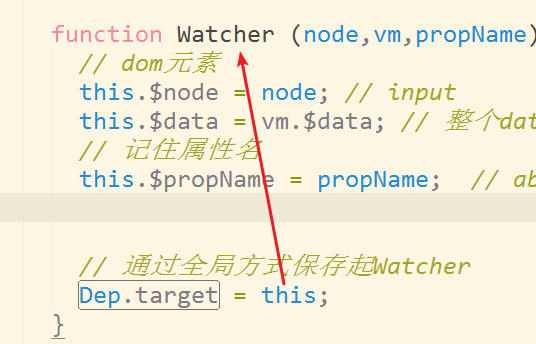 function Watcher (node,vm,propName)
// dom元素
this.$node = node; // input
this.$data = vm.$data; // 整个dat
// 记住属性名
this.$propName = propName; // ab
// 通过全局方式保存起Watcher
Dep.target = this;
}